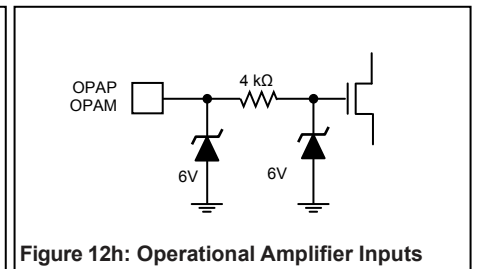 OPAP
OPAM
4 kΩ
6V
6V
Figure 12h: Operational Amplifier Inputs